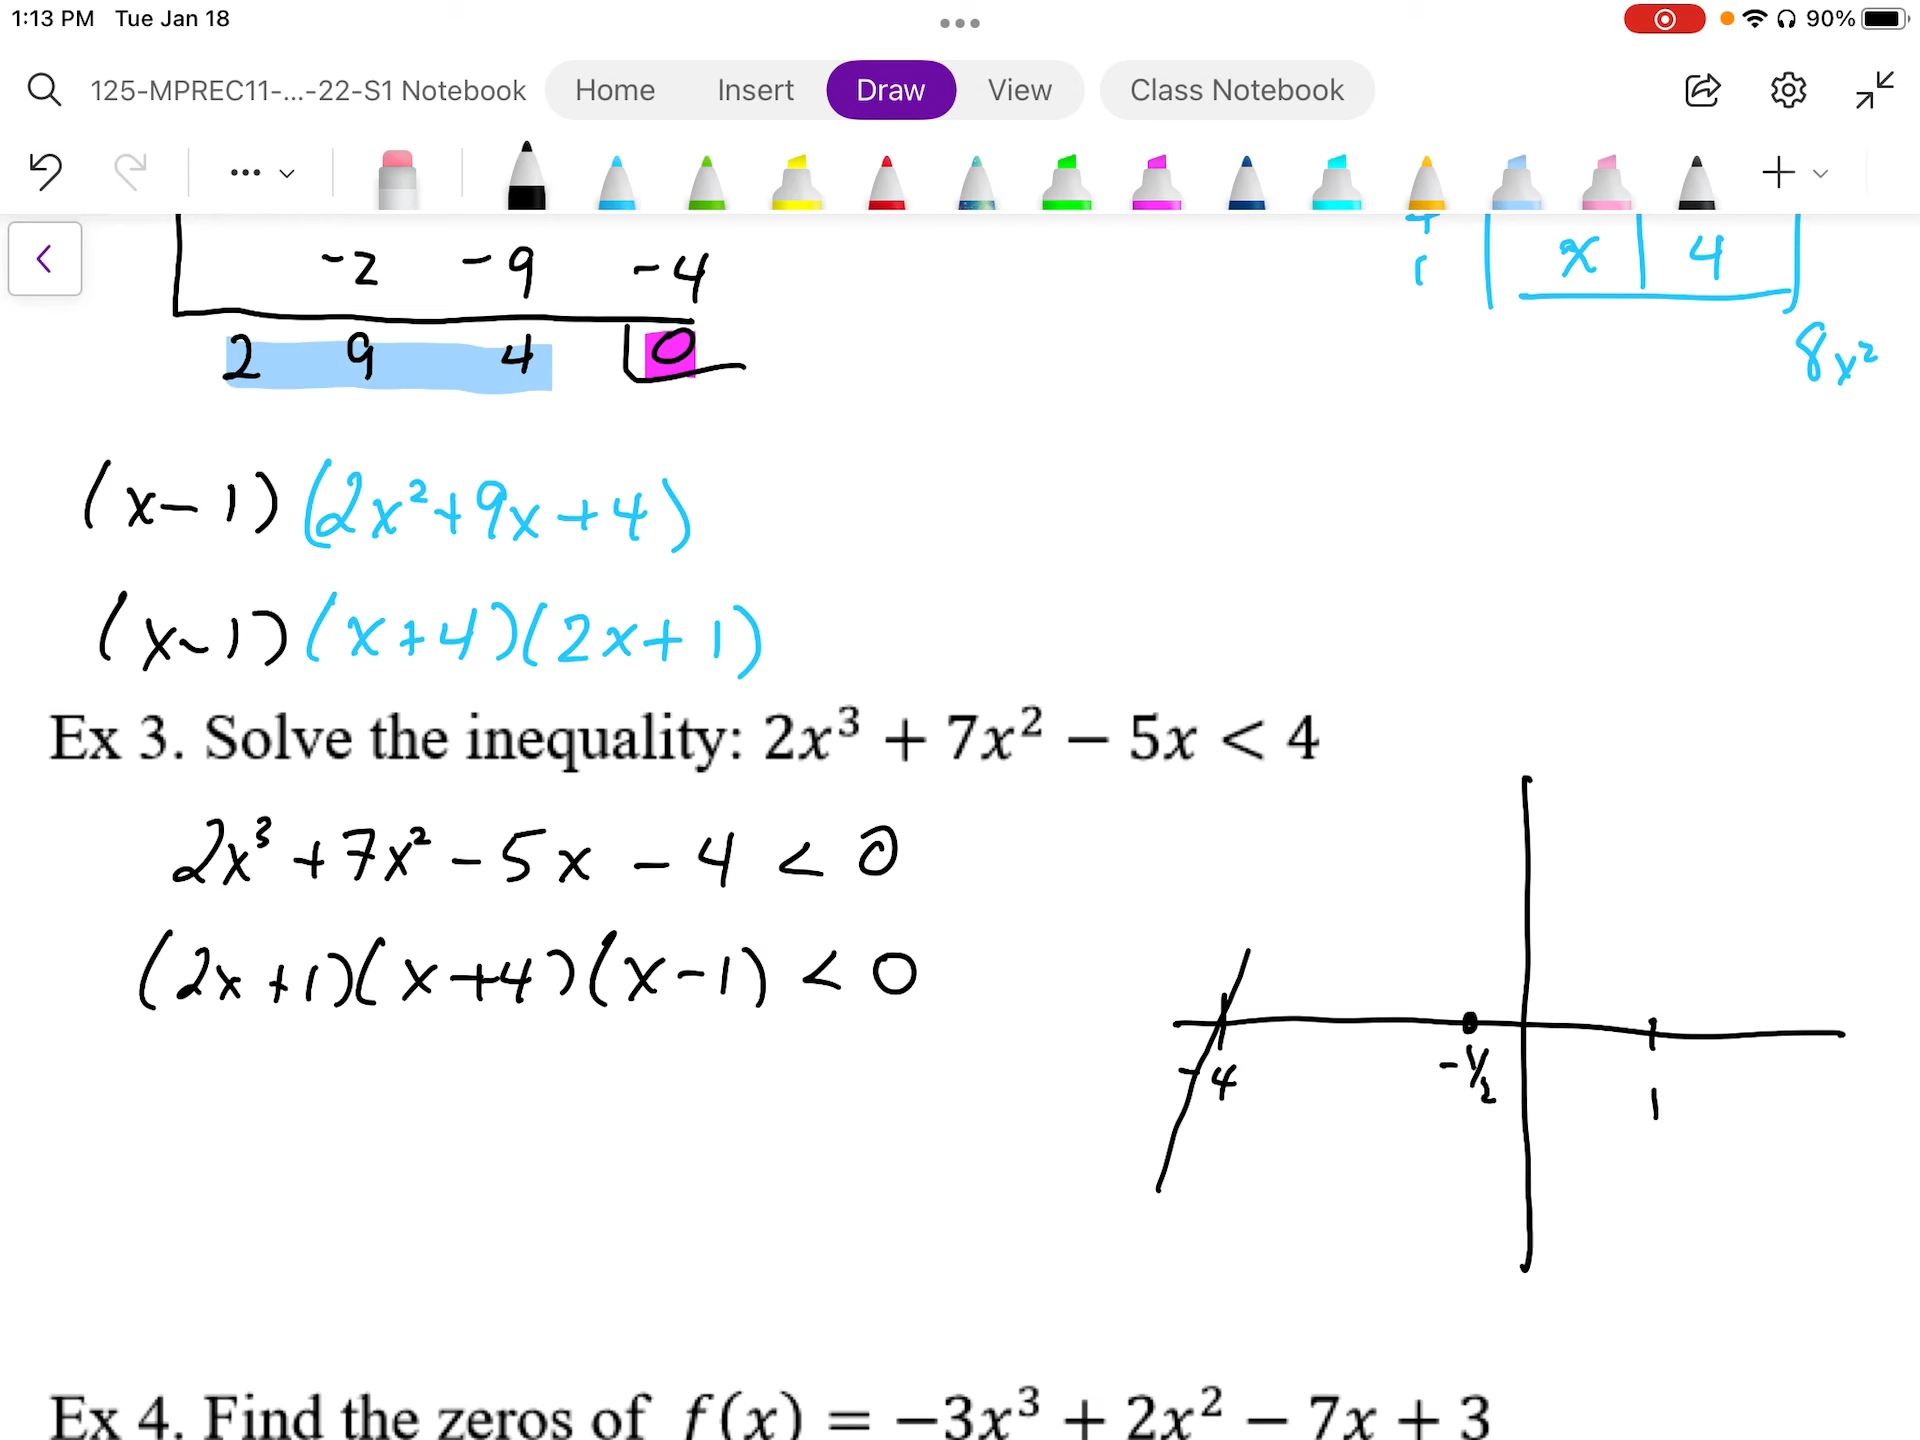 1:13 PM Tue Jan 18 90%
125-MPREC11-...-22-S1 Notebook Home Insert Draw View Class Notebook
-2 -9 -4
2 9 4 0
x 4
8x²
(x-1)(2x²+9x+4)
(x-1)(x+4)(2x+1)
Ex 3. Solve the inequality: 2x³ + 7x² − 5x < 4
2x³ + 7x² - 5x - 4 < 0
(2x+1)(x+4)(x-1) < 0
-4 -1/2 1
Ex 4. Find the zeros of f(x) = −3x³ + 2x² − 7x + 3